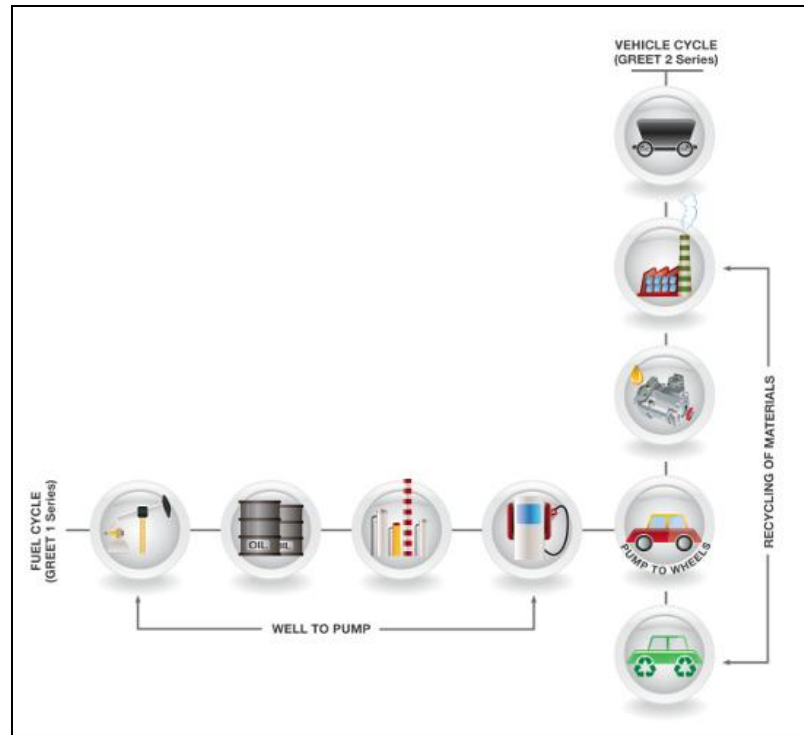 VEHICLE CYCLE
(GREET 2 Series)
RECYCLING OF MATERIALS
FUEL CYCLE
(GREET 1 Series)
OIL
OIL
PUMP TO WHEELS
WELL TO PUMP